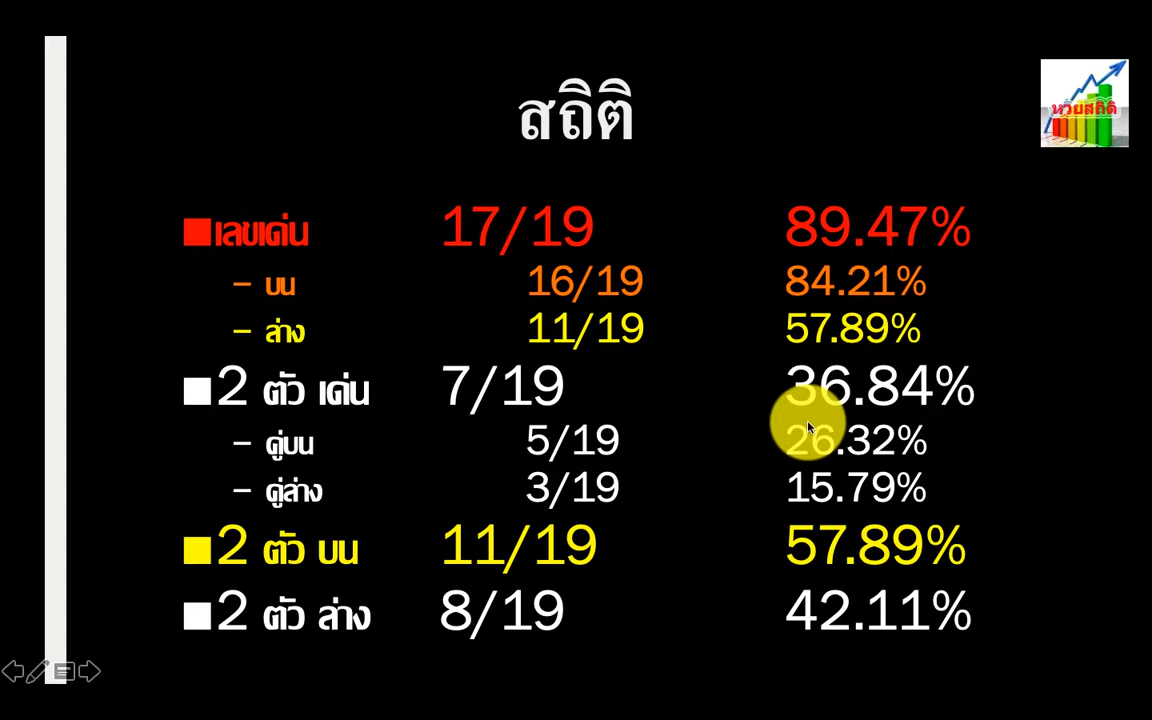 สถิติ
หวยสถิติ
■เลขเด่น 17/19 89.47%
– บน 16/19 84.21%
– ล่าง 11/19 57.89%
■2 ตัว เด่น 7/19 36.84%
– คู่บน 5/19 26.32%
– คู่ล่าง 3/19 15.79%
■2 ตัว บน 11/19 57.89%
■2 ตัว ล่าง 8/19 42.11%